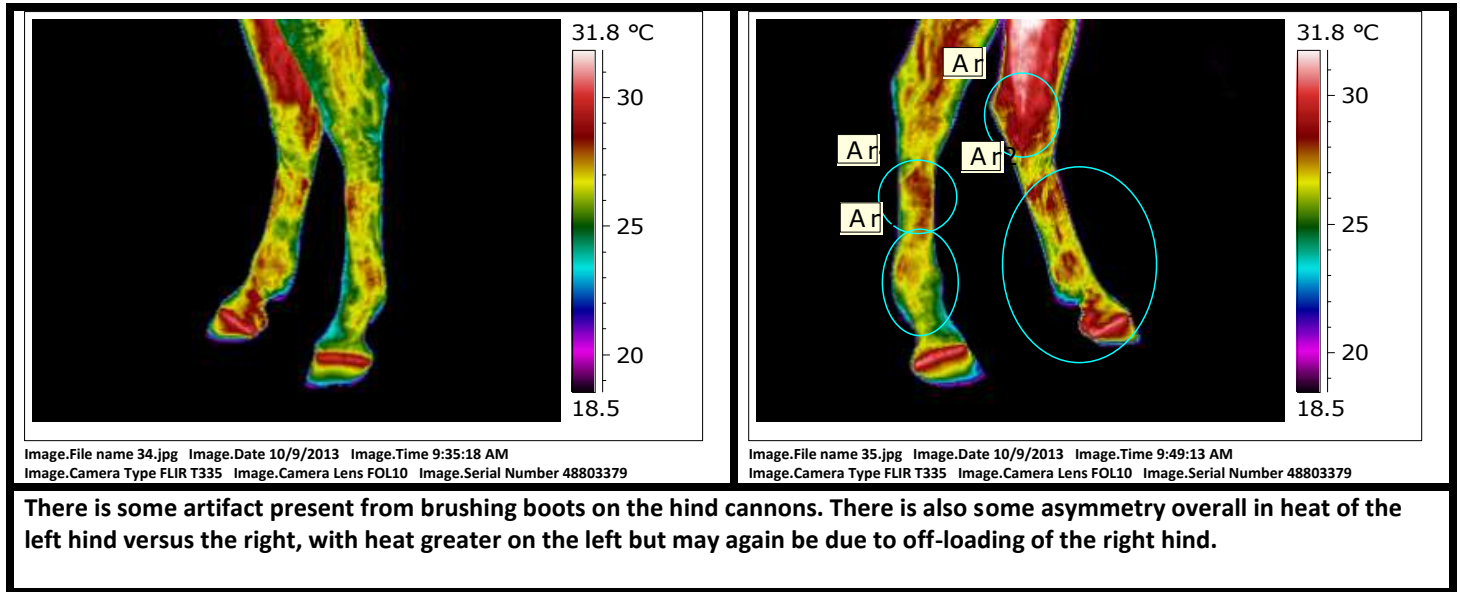 31.8 °C
30
25
20
18.5
Image.File name 34.jpg Image.Date 10/9/2013 Image.Time 9:35:18 AM
Image.Camera Type FLIR T335 Image.Camera Lens FOL10 Image.Serial Number 48803379
Ar
Ar
Ar2
Ar
31.8 °C
30
25
20
18.5
Image.File name 35.jpg Image.Date 10/9/2013 Image.Time 9:49:13 AM
Image.Camera Type FLIR T335 Image.Camera Lens FOL10 Image.Serial Number 48803379
There is some artifact present from brushing boots on the hind cannons. There is also some asymmetry overall in heat of the
left hind versus the right, with heat greater on the left but may again be due to off-loading of the right hind.